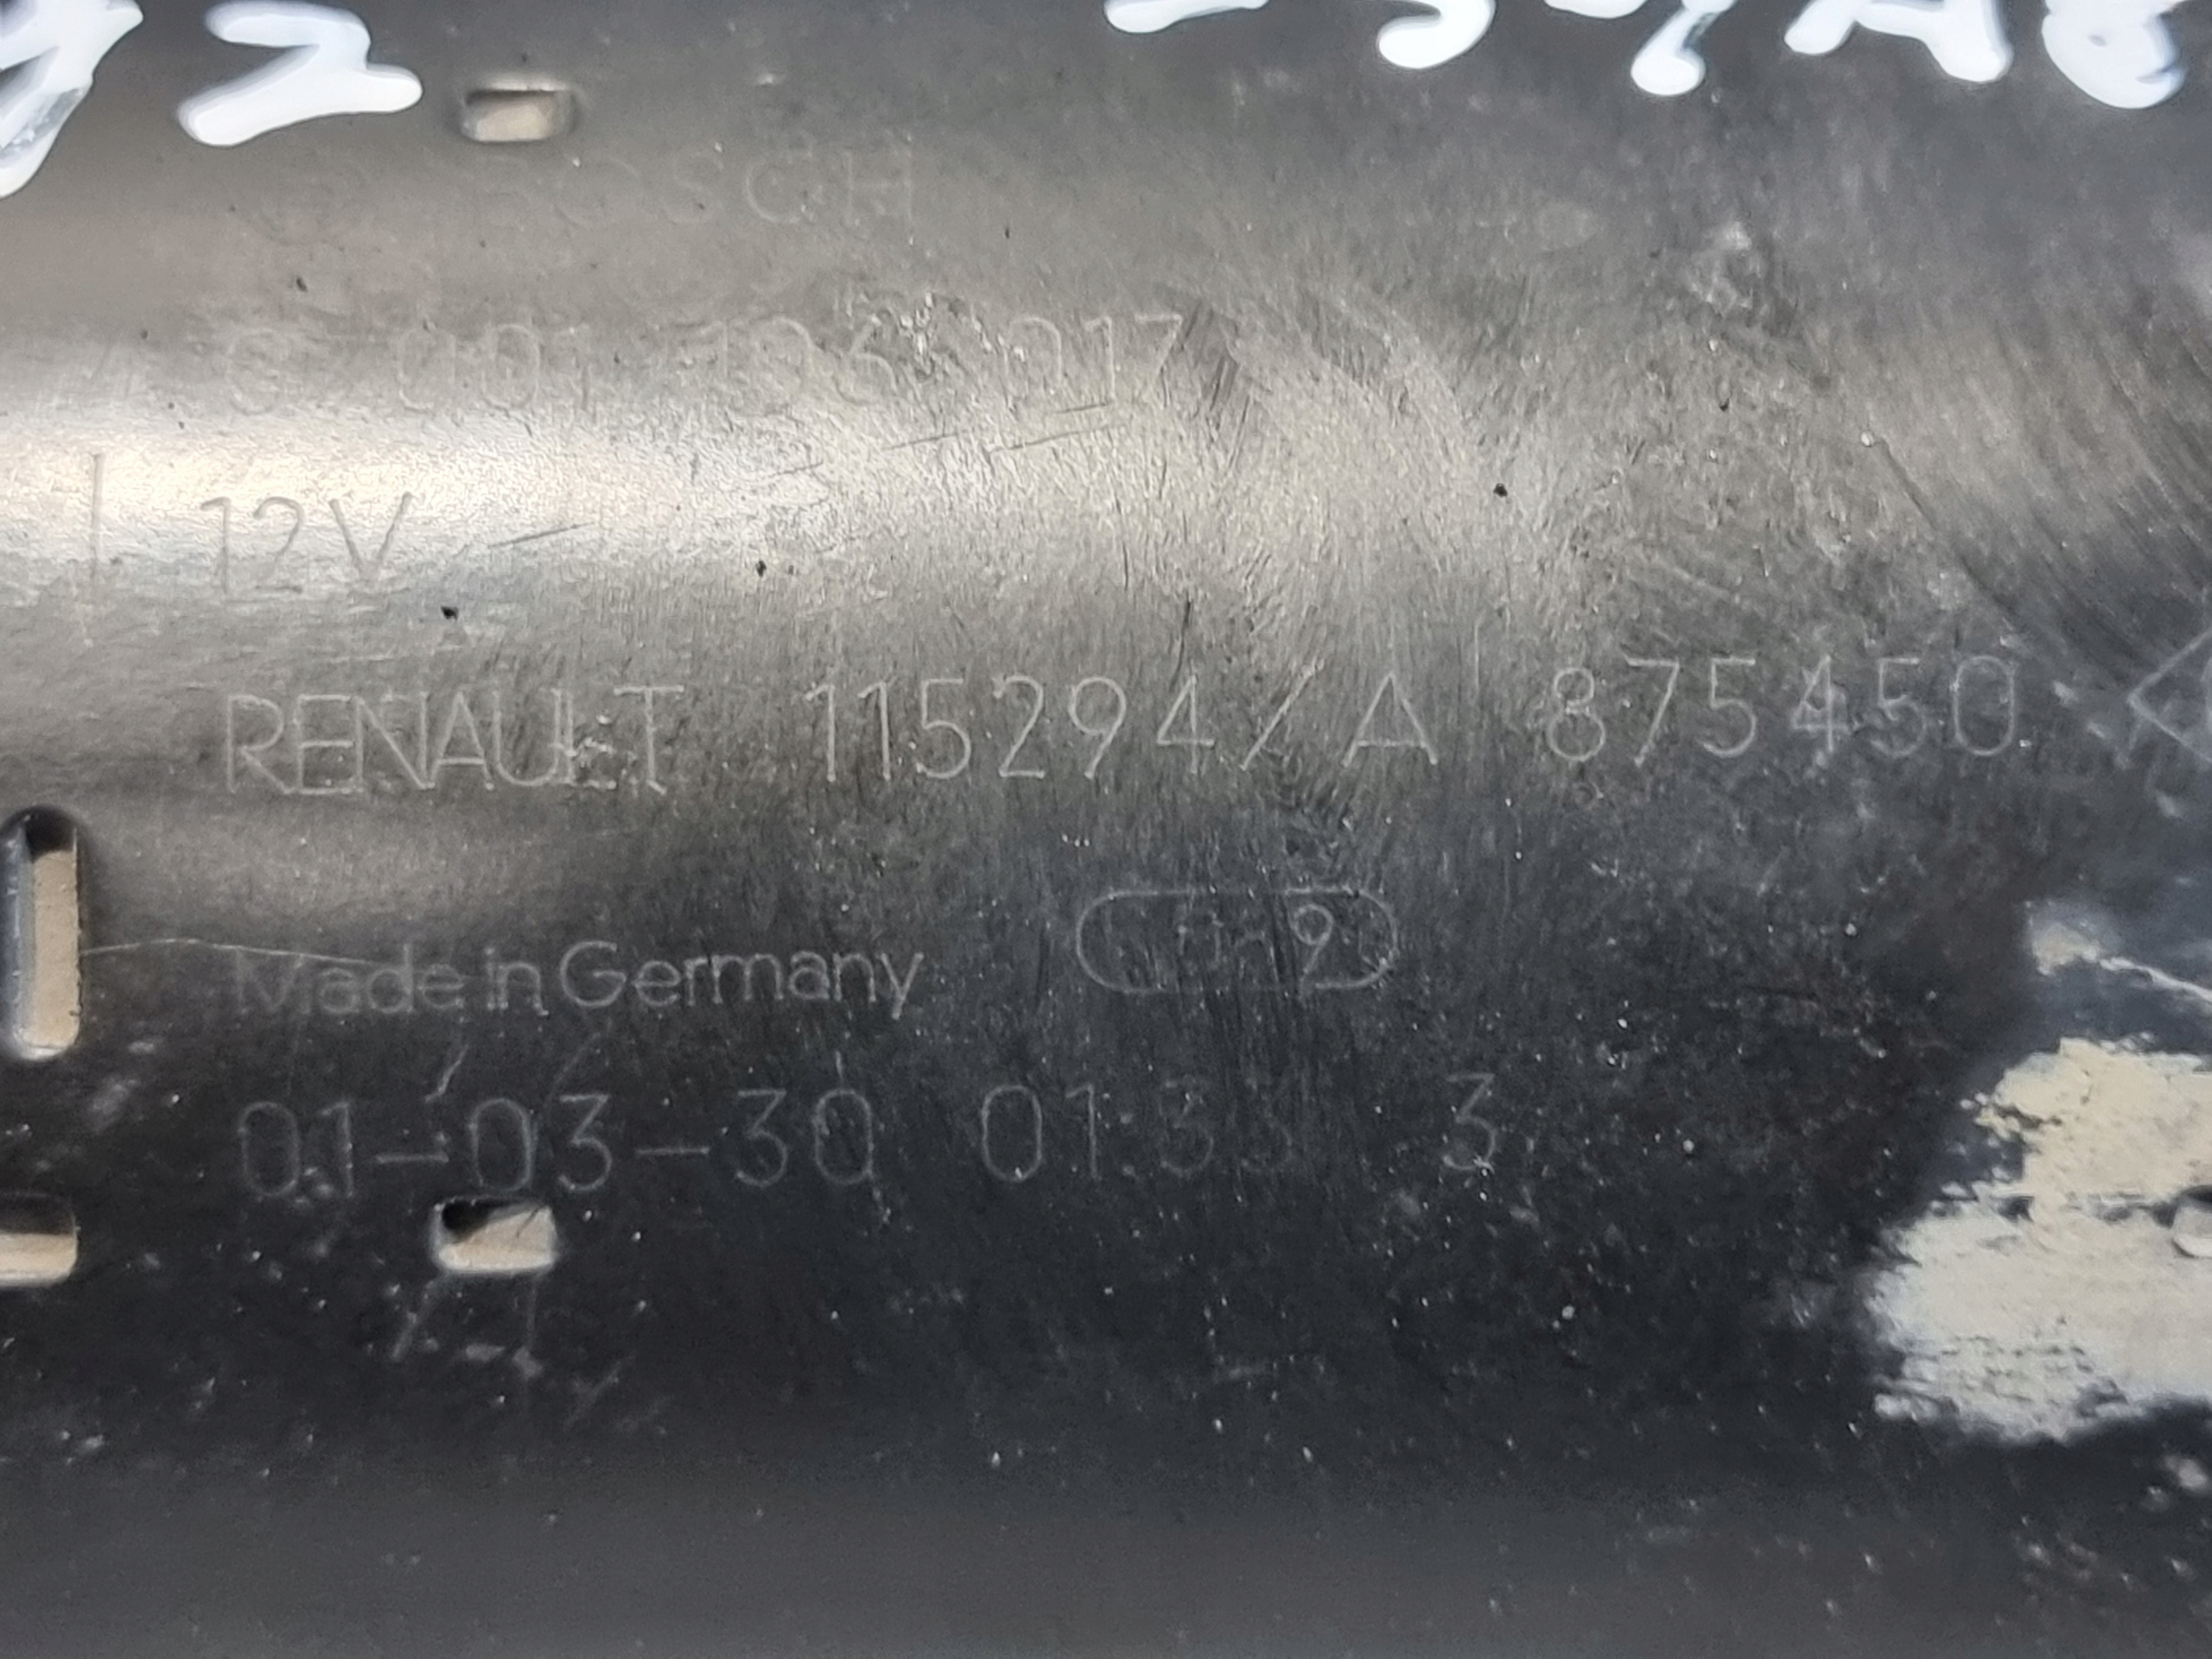 BOSCH
0 001 106 017
12V
RENAULT 115294/A 875450
Made in Germany
01-03-30 0133 3